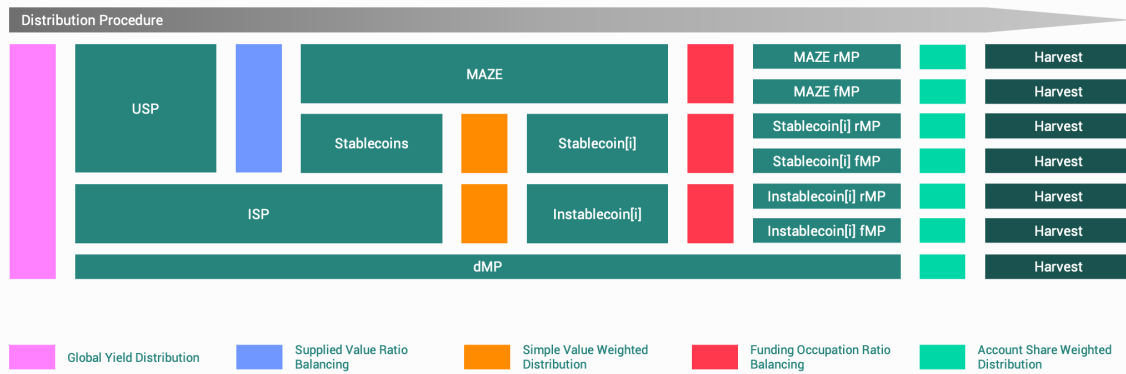 Distribution Procedure
USP
MAZE
MAZE rMP
Harvest
MAZE fMP
Harvest
Stablecoins
Stablecoin[i]
Stablecoin[i] rMP
Harvest
Stablecoin[i] fMP
Harvest
ISP
Instablecoin[i]
Instablecoin[i] rMP
Harvest
Instablecoin[i] fMP
Harvest
dMP
Harvest
Global Yield Distribution
Supplied Value Ratio
Balancing
Simple Value Weighted
Distribution
Funding Occupation Ratio
Balancing
Account Share Weighted
Distribution